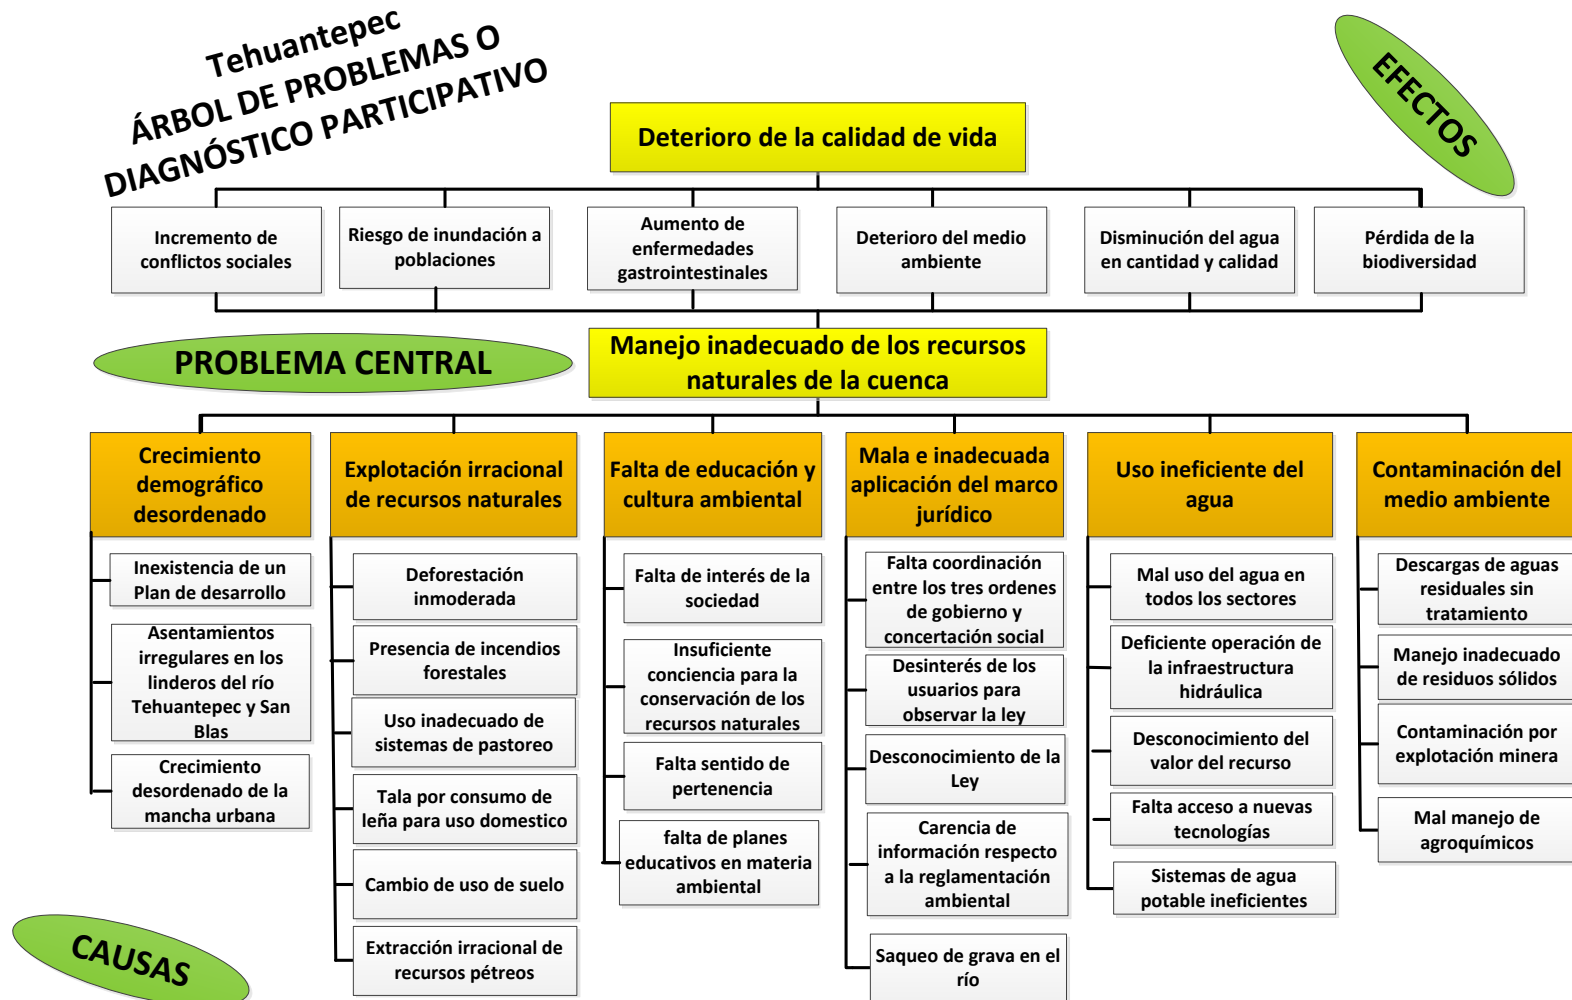 Tehuantepec
ÁRBOL DE PROBLEMAS O
DIAGNÓSTICO PARTICIPATIVO
EFECTOS
Deterioro de la calidad de vida
Incremento de
conflictos sociales
Riesgo de inundación a
poblaciones
Aumento de
enfermedades
gastrointestinales
Deterioro del medio
ambiente
Disminución del agua
en cantidad y calidad
Pérdida de la
biodiversidad
PROBLEMA CENTRAL
Manejo inadecuado de los recursos
naturales de la cuenca
Crecimiento
demográfico
desordenado
Inexistencia de un
Plan de desarrollo
Asentamientos
irregulares en los
linderos del río
Tehuantepec y San
Blas
Crecimiento
desordenado de la
mancha urbana
Explotación irracional
de recursos naturales
Deforestación
inmoderada
Presencia de incendios
forestales
Uso inadecuado de
sistemas de pastoreo
Tala por consumo de
leña para uso domestico
Cambio de uso de suelo
Extracción irracional de
recursos pétreos
Falta de educación y
cultura ambiental
Falta de interés de la
sociedad
Insuficiente
conciencia para la
conservación de los
recursos naturales
Falta sentido de
pertenencia
falta de planes
educativos en materia
ambiental
Mala e inadecuada
aplicación del marco
jurídico
Falta coordinación
entre los tres ordenes
de gobierno y
concertación social
Desinterés de los
usuarios para
observar la ley
Desconocimiento de la
Ley
Carencia de
información respecto
a la reglamentación
ambiental
Saqueo de grava en el
río
Uso ineficiente del
agua
Mal uso del agua en
todos los sectores
Deficiente operación de
la infraestructura
hidráulica
Desconocimiento del
valor del recurso
Falta acceso a nuevas
tecnologías
Sistemas de agua
potable ineficientes
Contaminación del
medio ambiente
Descargas de aguas
residuales sin
tratamiento
Manejo inadecuado
de residuos sólidos
Contaminación por
explotación minera
Mal manejo de
agroquímicos
CAUSAS